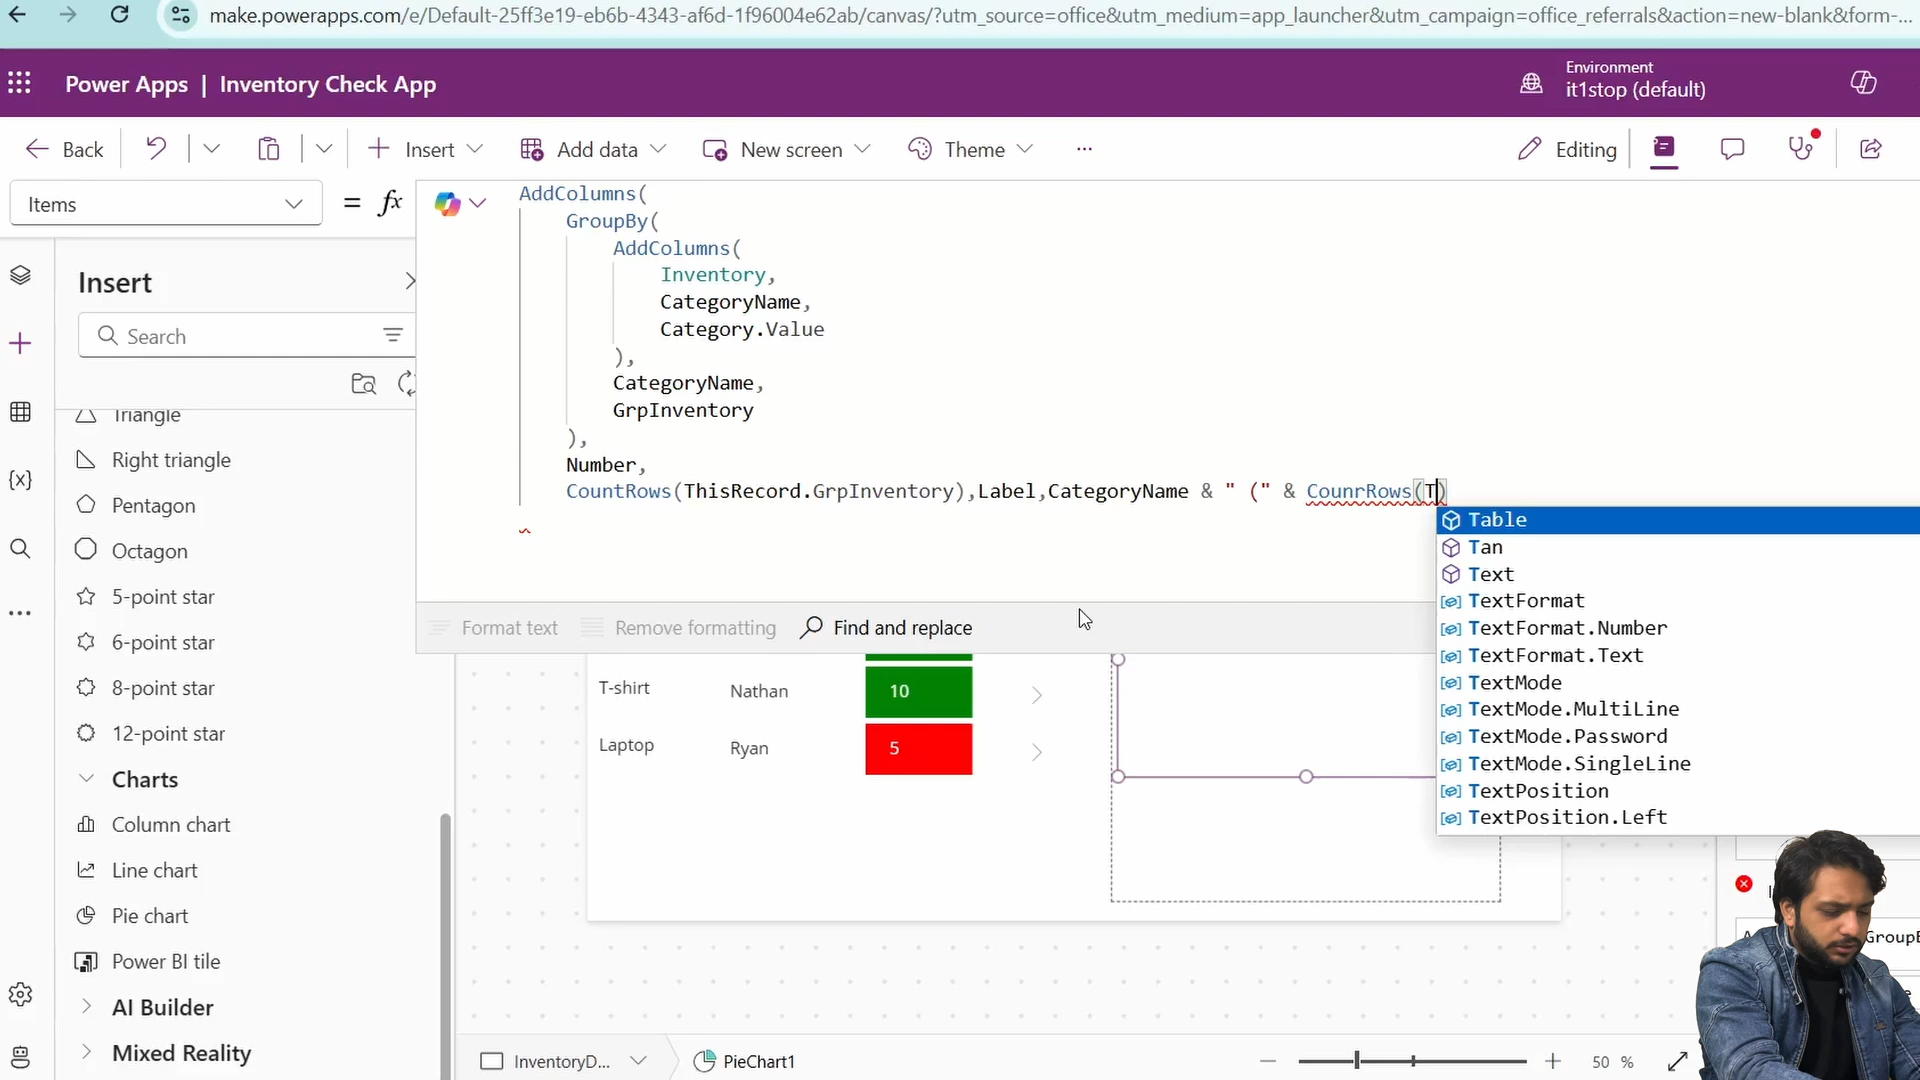 make.powerapps.com/e/Default-25ff3e19-eb6b-4343-af6d-1f96004e62ab/canvas/?utm_source=office&utm_medium=app_launcher&utm_campaign=office_referrals&action=new-blank&form-...
Power Apps | Inventory Check App
Environment
it1stop (default)
Back
Insert
Add data
New screen
Theme
...
Editing
Items
= fx
AddColumns(
GroupBy(
AddColumns(
Inventory,
CategoryName,
Category.Value
),
CategoryName,
GrpInventory
),
Number,
CountRows(ThisRecord.GrpInventory),Label,CategoryName & " (" & CounrRows(T)
Table
Tan
Text
TextFormat
TextFormat.Number
TextFormat.Text
TextMode
TextMode.MultiLine
TextMode.Password
TextMode.SingleLine
TextPosition
TextPosition.Left
Insert
Search
Triangle
Right triangle
Pentagon
Octagon
5-point star
6-point star
8-point star
12-point star
Charts
Column chart
Line chart
Pie chart
Power BI tile
AI Builder
Mixed Reality
Format text
Remove formatting
Find and replace
T-shirt
Nathan
10
Laptop
Ryan
5
InventoryD...
PieChart1
50 %